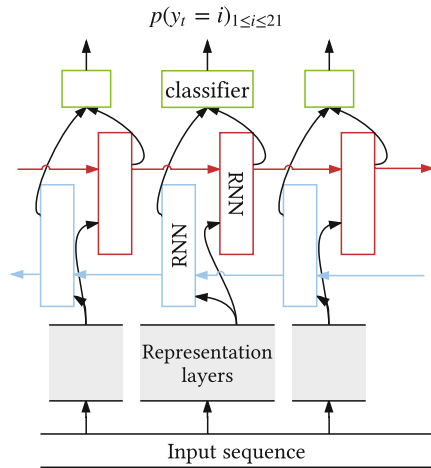 p(y_t = i)_{1≤i≤21}
classifier
RNN
RNN
Representation
layers
Input sequence